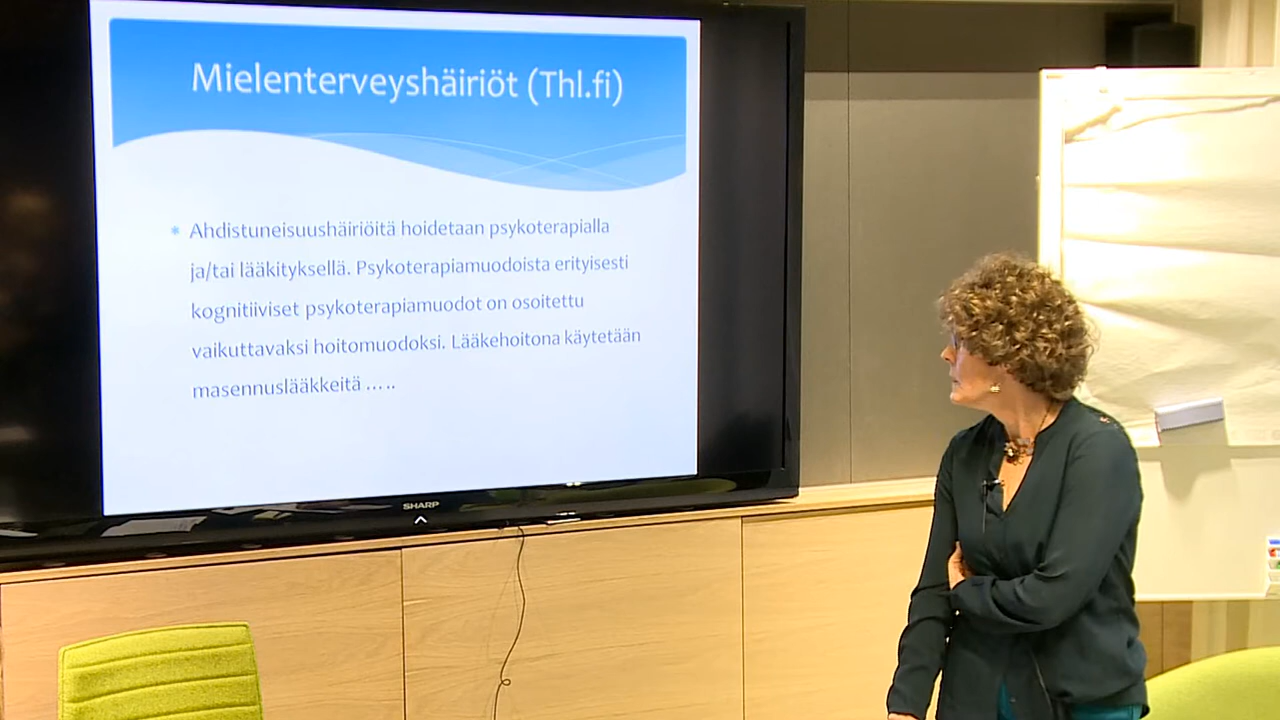 Mielenterveyshäiriöt (Thl.fi)
* Ahdistuneisuushäiriöitä hoidetaan psykoterapialla
ja/tai lääkityksellä. Psykoterapiamuodoista erityisesti
kognitiiviset psykoterapiamuodot on osoitettu
vaikuttavaksi hoitomuodoksi. Lääkehoitona käytetään
masennuslääkkeitä .....
SHARP